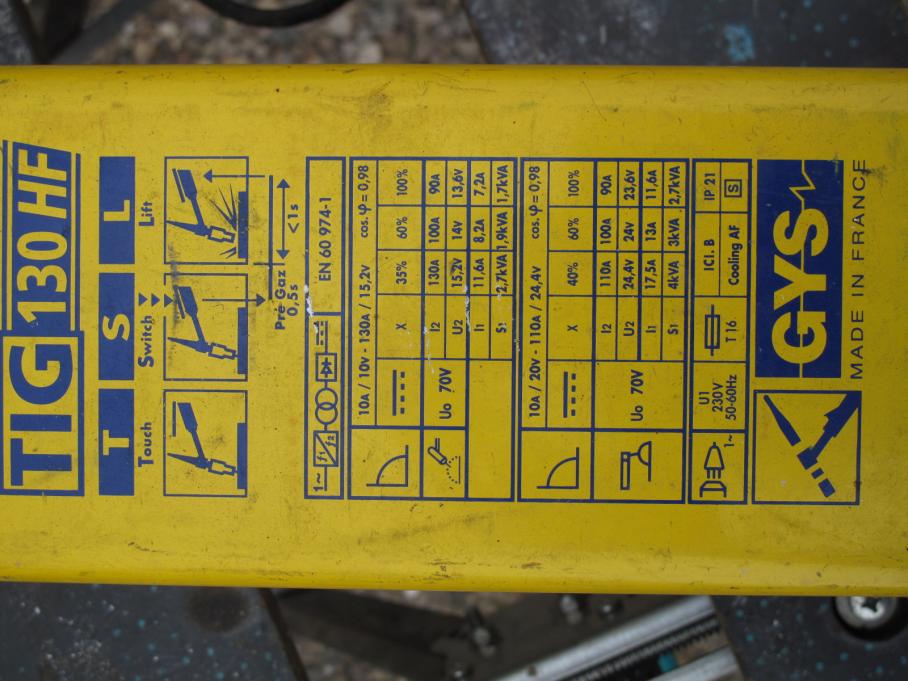 TIG 130 HF
T S L
Touch Switch Lift
Pré Gaz
0,5s
<1s
1~ f1 f2 EN 60 974-1
10A / 10v - 130A / 15,2v cos.φ=0,98
X 35% 60% 100%
Uo 70V I2 130A 100A 90A
U2 15,2v 14v 13,6v
I1 11,6A 8,2A 7,2A
S1 2,7kVA 1,9kVA 1,7kVA
10A / 20v - 110A / 24,4v cos.φ=0,98
X 40% 60% 100%
Uo 70V I2 110A 100A 90A
U2 24,4v 24v 23,6v
I1 17,5A 13A 11,6A
S1 4kVA 3kVA 2,7kVA
1~ U1 230V 50-60Hz T16 ICI. B IP 21
Cooling AF S
GYS
MADE IN FRANCE